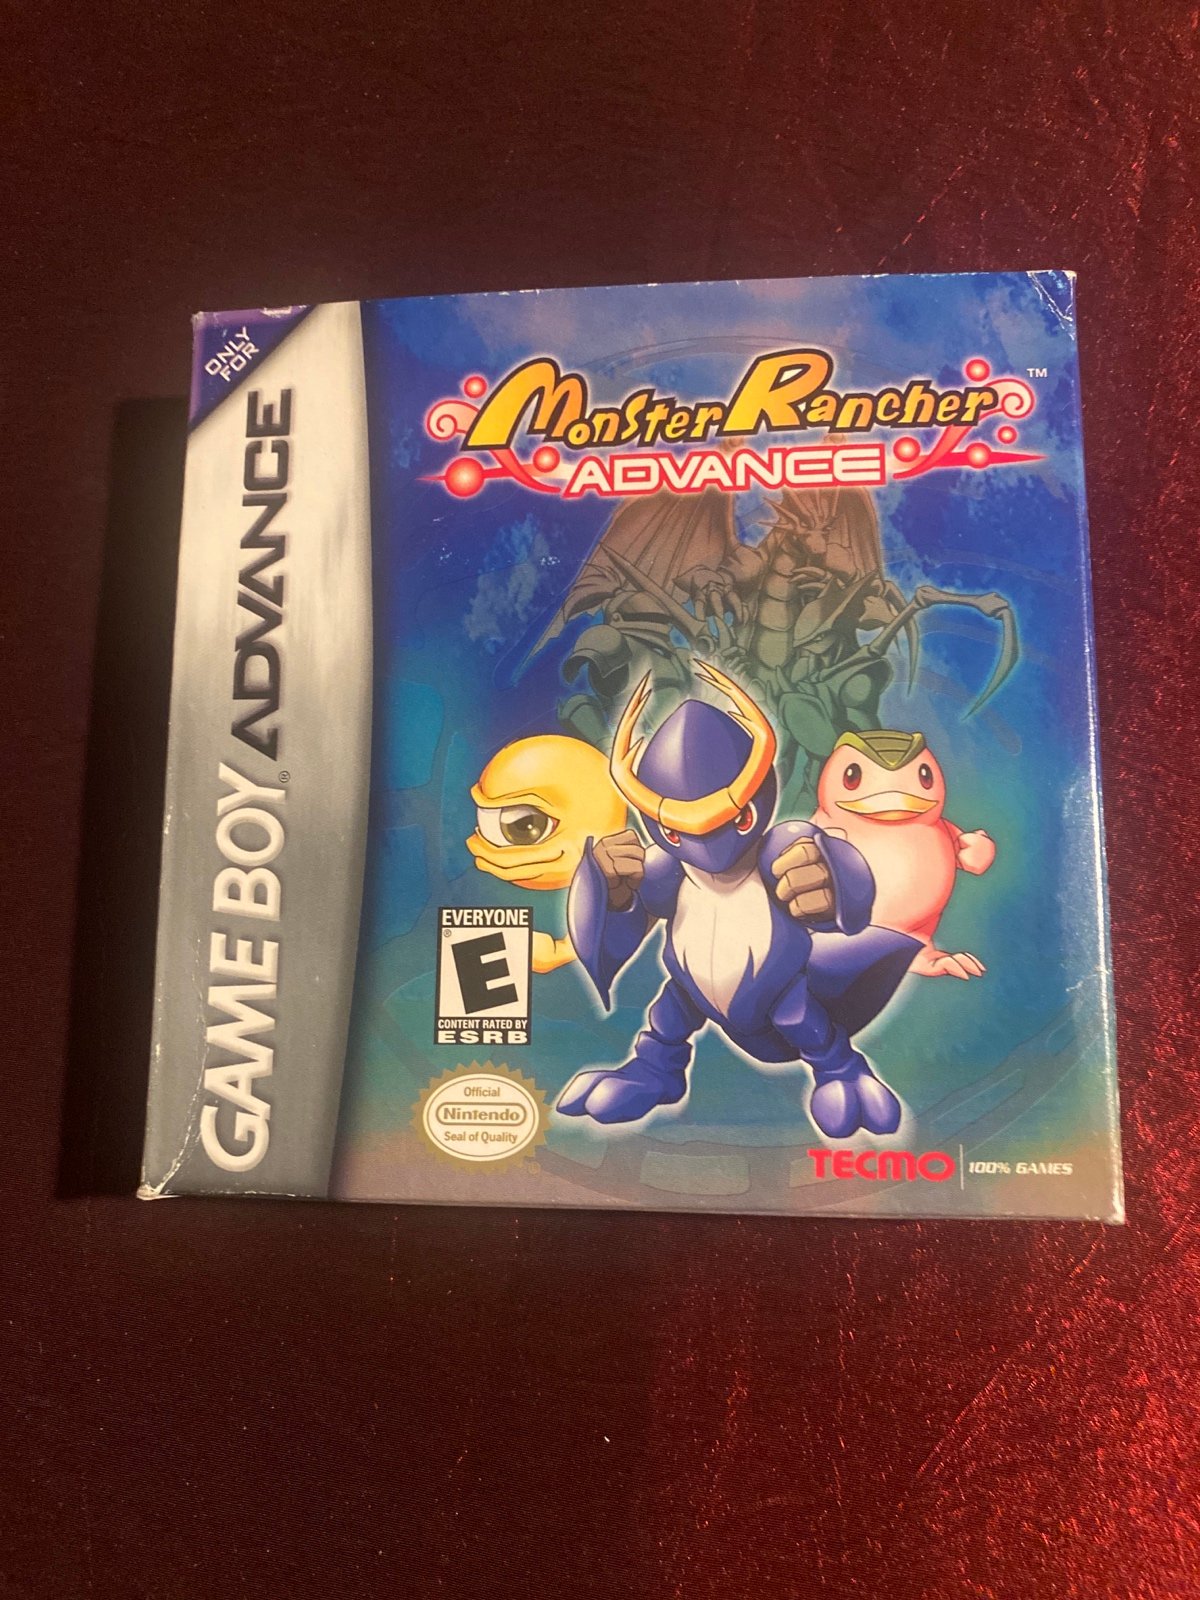 ONLY
FOR
GAME BOY ADVANCE
®
Monster Rancher
™
ADVANCE
EVERYONE
®
E
CONTENT RATED BY
ESRB
Official
Nintendo
Seal of Quality
®
TECMO
100% GAMES